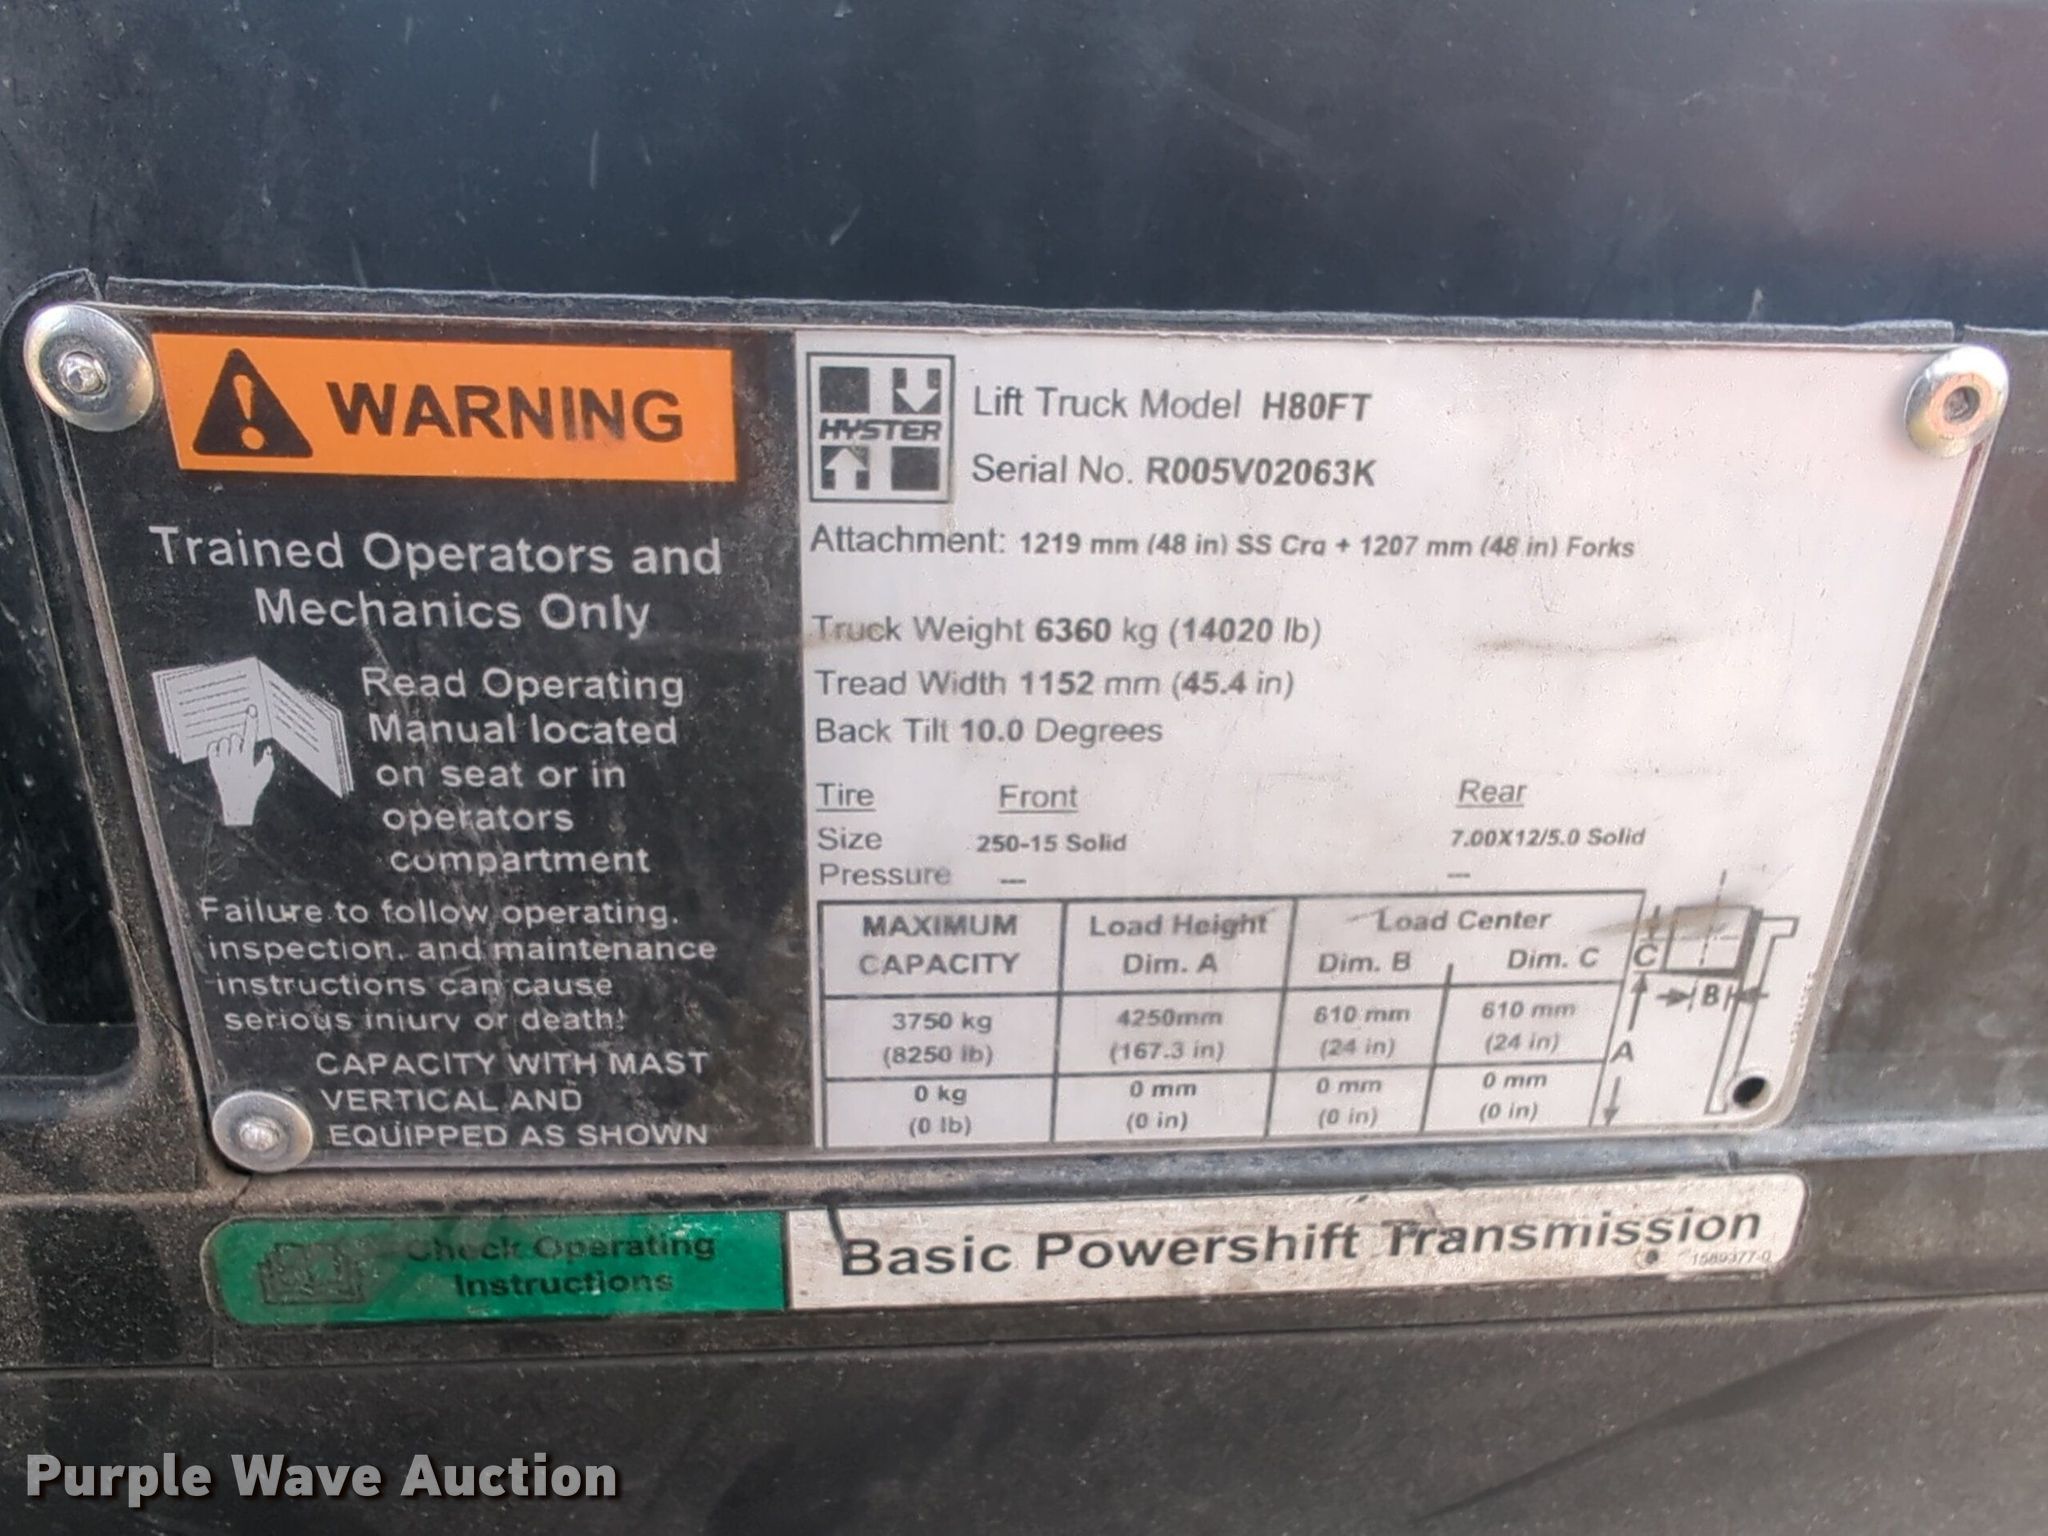 WARNING
Trained Operators and
Mechanics Only
Read Operating
Manual located
on seat or in
operators
compartment
Failure to follow operating,
inspection, and maintenance
instructions can cause
serious injury or death!
CAPACITY WITH MAST
VERTICAL AND
EQUIPPED AS SHOWN
HYSTER
Lift Truck Model H80FT
Serial No. R005V02063K
Attachment: 1219 mm (48 in) SS Crg + 1207 mm (48 in) Forks
Truck Weight 6360 kg (14020 lb)
Tread Width 1152 mm (45.4 in)
Back Tilt 10.0 Degrees
Tire Front Rear
Size 250-15 Solid 7.00X12/5.0 Solid
Pressure — —
MAXIMUM Load Height Load Center
CAPACITY Dim. A Dim. B Dim. C
3750 kg 4250mm 610 mm 610 mm
(8250 lb) (167.3 in) (24 in) (24 in)
0 kg 0 mm 0 mm 0 mm
(0 lb) (0 in) (0 in) (0 in)
C
B
A
Check Operating
Instructions
Basic Powershift Transmission
1589377-0
Purple Wave Auction